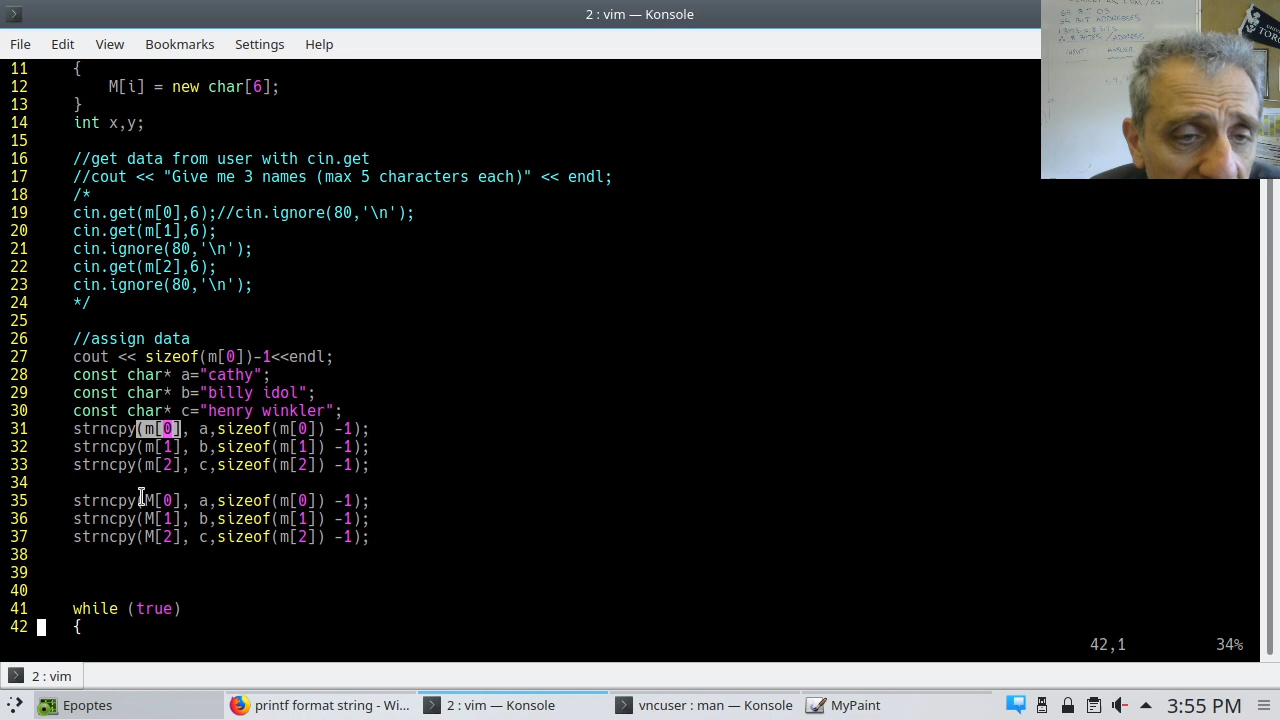 2 : vim — Konsole
File Edit View Bookmarks Settings Help
11 {
12 M[i] = new char[6];
13 }
14 int x,y;
15
16 //get data from user with cin.get
17 //cout << "Give me 3 names (max 5 characters each)" << endl;
18 /*
19 cin.get(m[0],6);//cin.ignore(80,'\n');
20 cin.get(m[1],6);
21 cin.ignore(80,'\n');
22 cin.get(m[2],6);
23 cin.ignore(80,'\n');
24 */
25
26 //assign data
27 cout << sizeof(m[0])-1<<endl;
28 const char* a="cathy";
29 const char* b="billy idol";
30 const char* c="henry winkler";
31 strncpy(m[0], a,sizeof(m[0]) -1);
32 strncpy(m[1], b,sizeof(m[1]) -1);
33 strncpy(m[2], c,sizeof(m[2]) -1);
34
35 strncpy(M[0], a,sizeof(m[0]) -1);
36 strncpy(M[1], b,sizeof(m[1]) -1);
37 strncpy(M[2], c,sizeof(m[2]) -1);
38
39
40
41 while (true)
42 {
42,1 34%
2 : vim
Epoptes printf format string - Wi... 2 : vim — Konsole vncuser : man — Konsole MyPaint 3:55 PM
64 BIT OS
BIT ADDRESSES